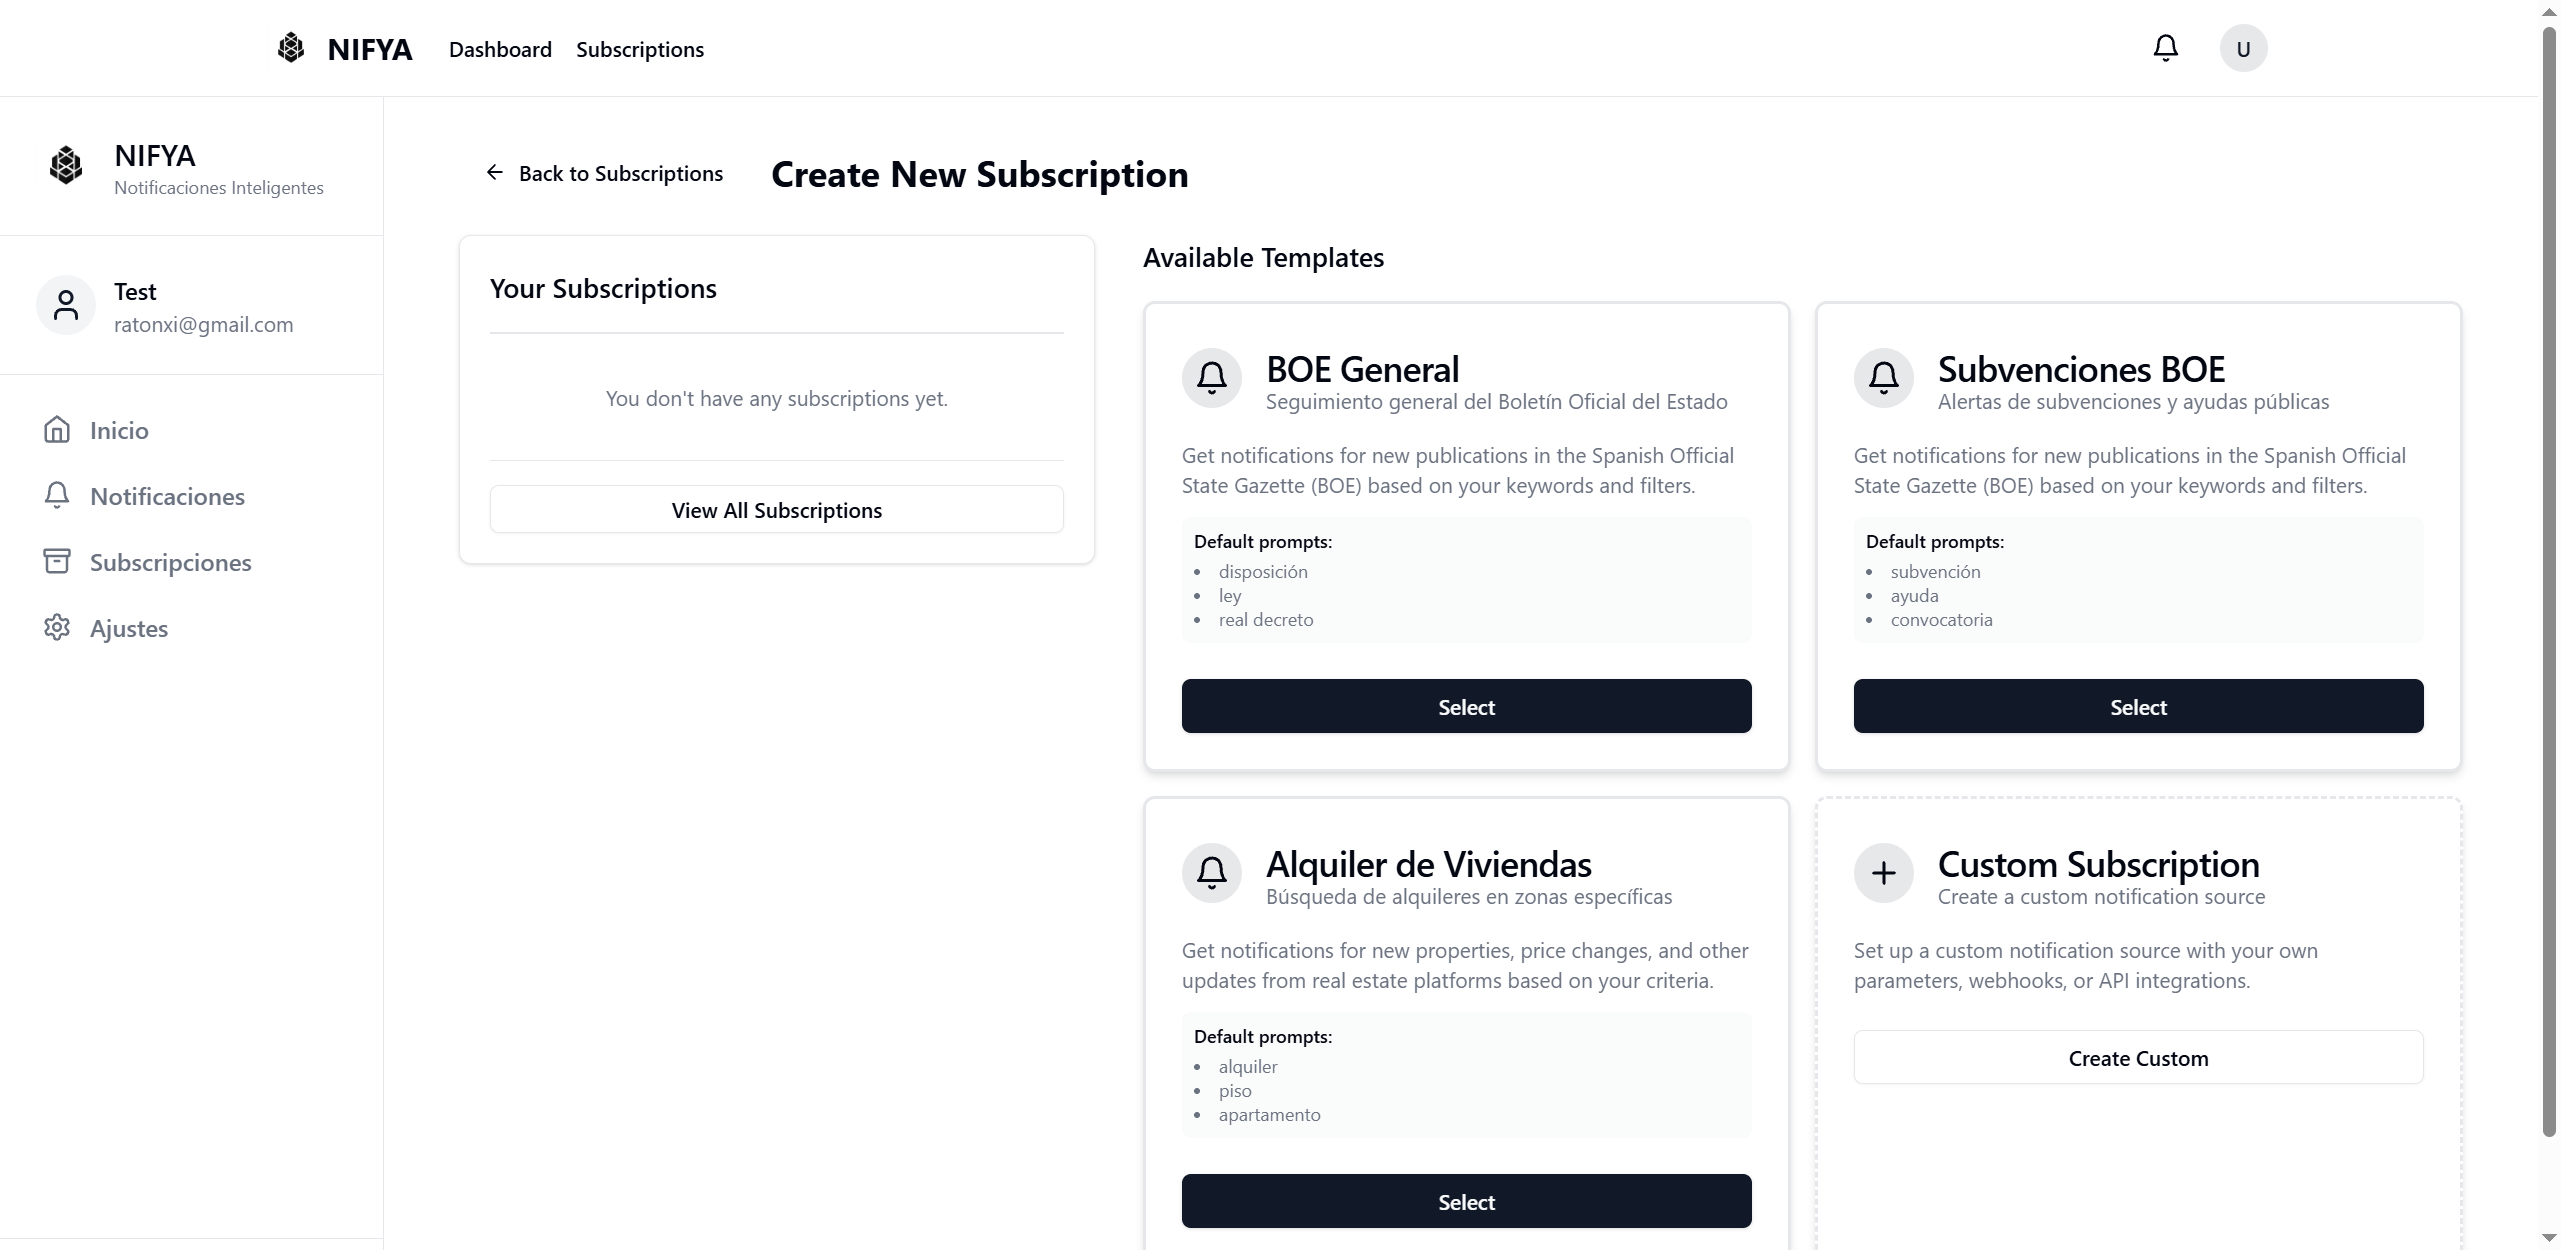 NIFYA
Dashboard
Subscriptions
U
NIFYA
Notificaciones Inteligentes
Test
ratonxi@gmail.com
Inicio
Notificaciones
Subscripciones
Ajustes
Back to Subscriptions
Create New Subscription
Your Subscriptions
You don't have any subscriptions yet.
View All Subscriptions
Available Templates
BOE General
Seguimiento general del Boletín Oficial del Estado
Get notifications for new publications in the Spanish Official
State Gazette (BOE) based on your keywords and filters.
Default prompts:
disposición
ley
real decreto
Select
Subvenciones BOE
Alertas de subvenciones y ayudas públicas
Get notifications for new publications in the Spanish Official
State Gazette (BOE) based on your keywords and filters.
Default prompts:
subvención
ayuda
convocatoria
Select
Alquiler de Viviendas
Búsqueda de alquileres en zonas específicas
Get notifications for new properties, price changes, and other
updates from real estate platforms based on your criteria.
Default prompts:
alquiler
piso
apartamento
Select
Custom Subscription
Create a custom notification source
Set up a custom notification source with your own
parameters, webhooks, or API integrations.
Create Custom